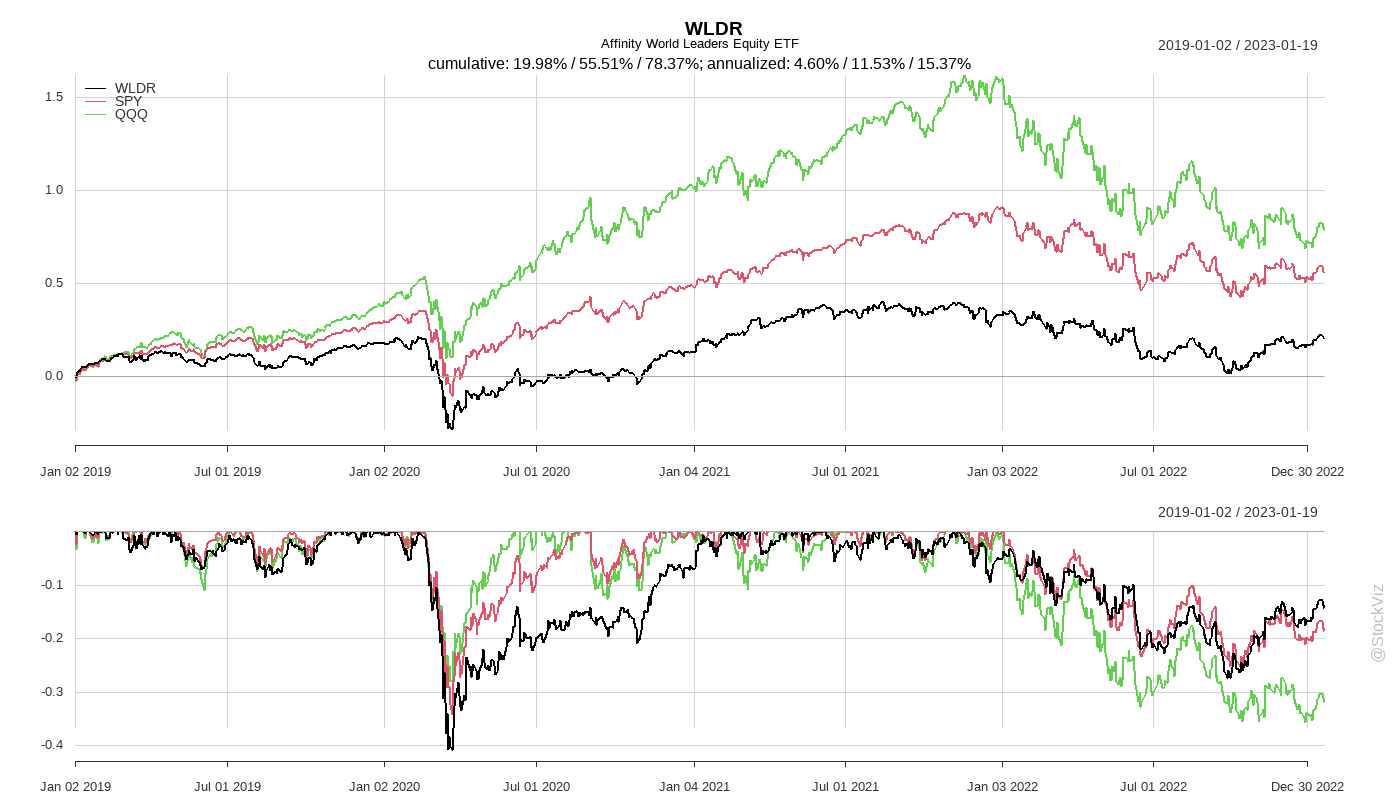 WLDR
Affinity World Leaders Equity ETF
2019-01-02 / 2023-01-19
cumulative: 19.98% / 55.51% / 78.37%; annualized: 4.60% / 11.53% / 15.37%
WLDR
SPY
QQQ
1.5
1.0
0.5
0.0
Jan 02 2019 Jul 01 2019 Jan 02 2020 Jul 01 2020 Jan 04 2021 Jul 01 2021 Jan 03 2022 Jul 01 2022 Dec 30 2022
2019-01-02 / 2023-01-19
-0.1
-0.2
-0.3
-0.4
Jan 02 2019 Jul 01 2019 Jan 02 2020 Jul 01 2020 Jan 04 2021 Jul 01 2021 Jan 03 2022 Jul 01 2022 Dec 30 2022
@StockViz